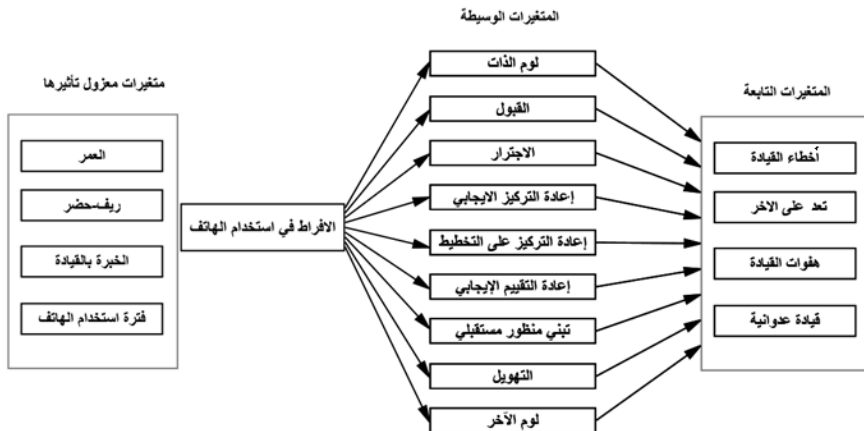 المتغيرات الوسيطة
متغيرات معزول تأثيرها
المتغيرات التابعة
العمر
ريف-حضر
الخبرة بالقيادة
فترة استخدام الهاتف
الافراط في استخدام الهاتف
لوم الذات
القبول
الاجترار
إعادة التركيز الايجابي
إعادة التركيز على التخطيط
إعادة التقييم الإيجابي
تبني منظور مستقبلي
التهويل
لوم الآخر
أخطاء القيادة
تعد على الاخر
هفوات القيادة
قيادة عدوانية